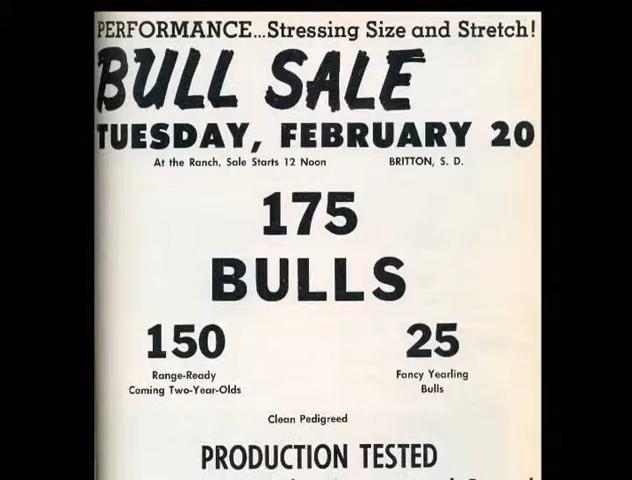 PERFORMANCE...Stressing Size and Stretch!
BULL SALE
TUESDAY, FEBRUARY 20
At the Ranch, Sale Starts 12 Noon BRITTON, S. D.
175
BULLS
150 25
Range-Ready Fancy Yearling
Coming Two-Year-Olds Bulls
Clean Pedigreed
PRODUCTION TESTED